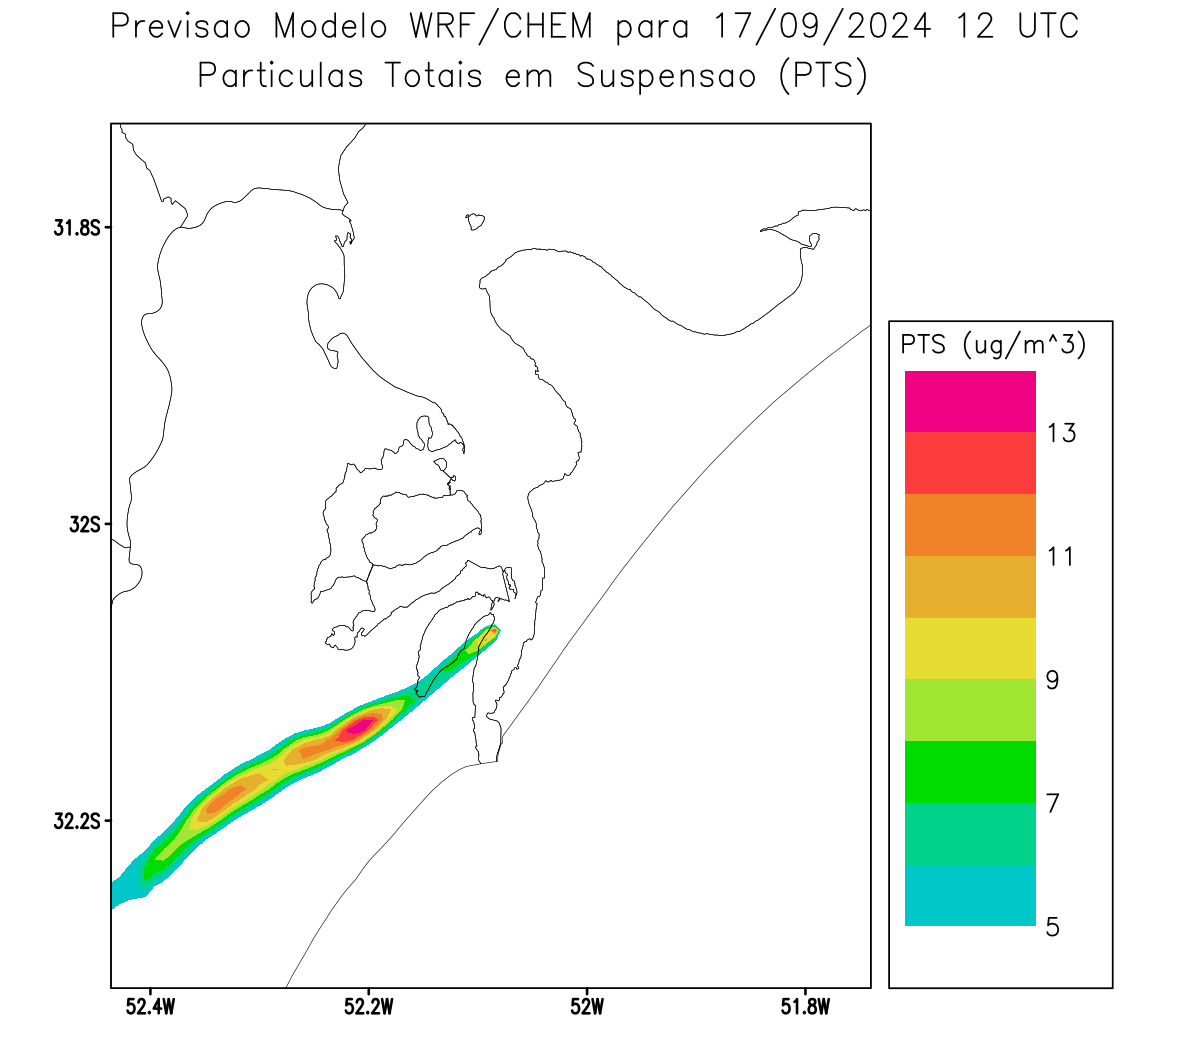 Previsao Modelo WRF/CHEM para 17/09/2024 12 UTC
Particulas Totais em Suspensao (PTS)
31.8S
32S
32.2S
52.4W
52.2W
52W
51.8W
PTS (ug/m^3)
13
11
9
7
5